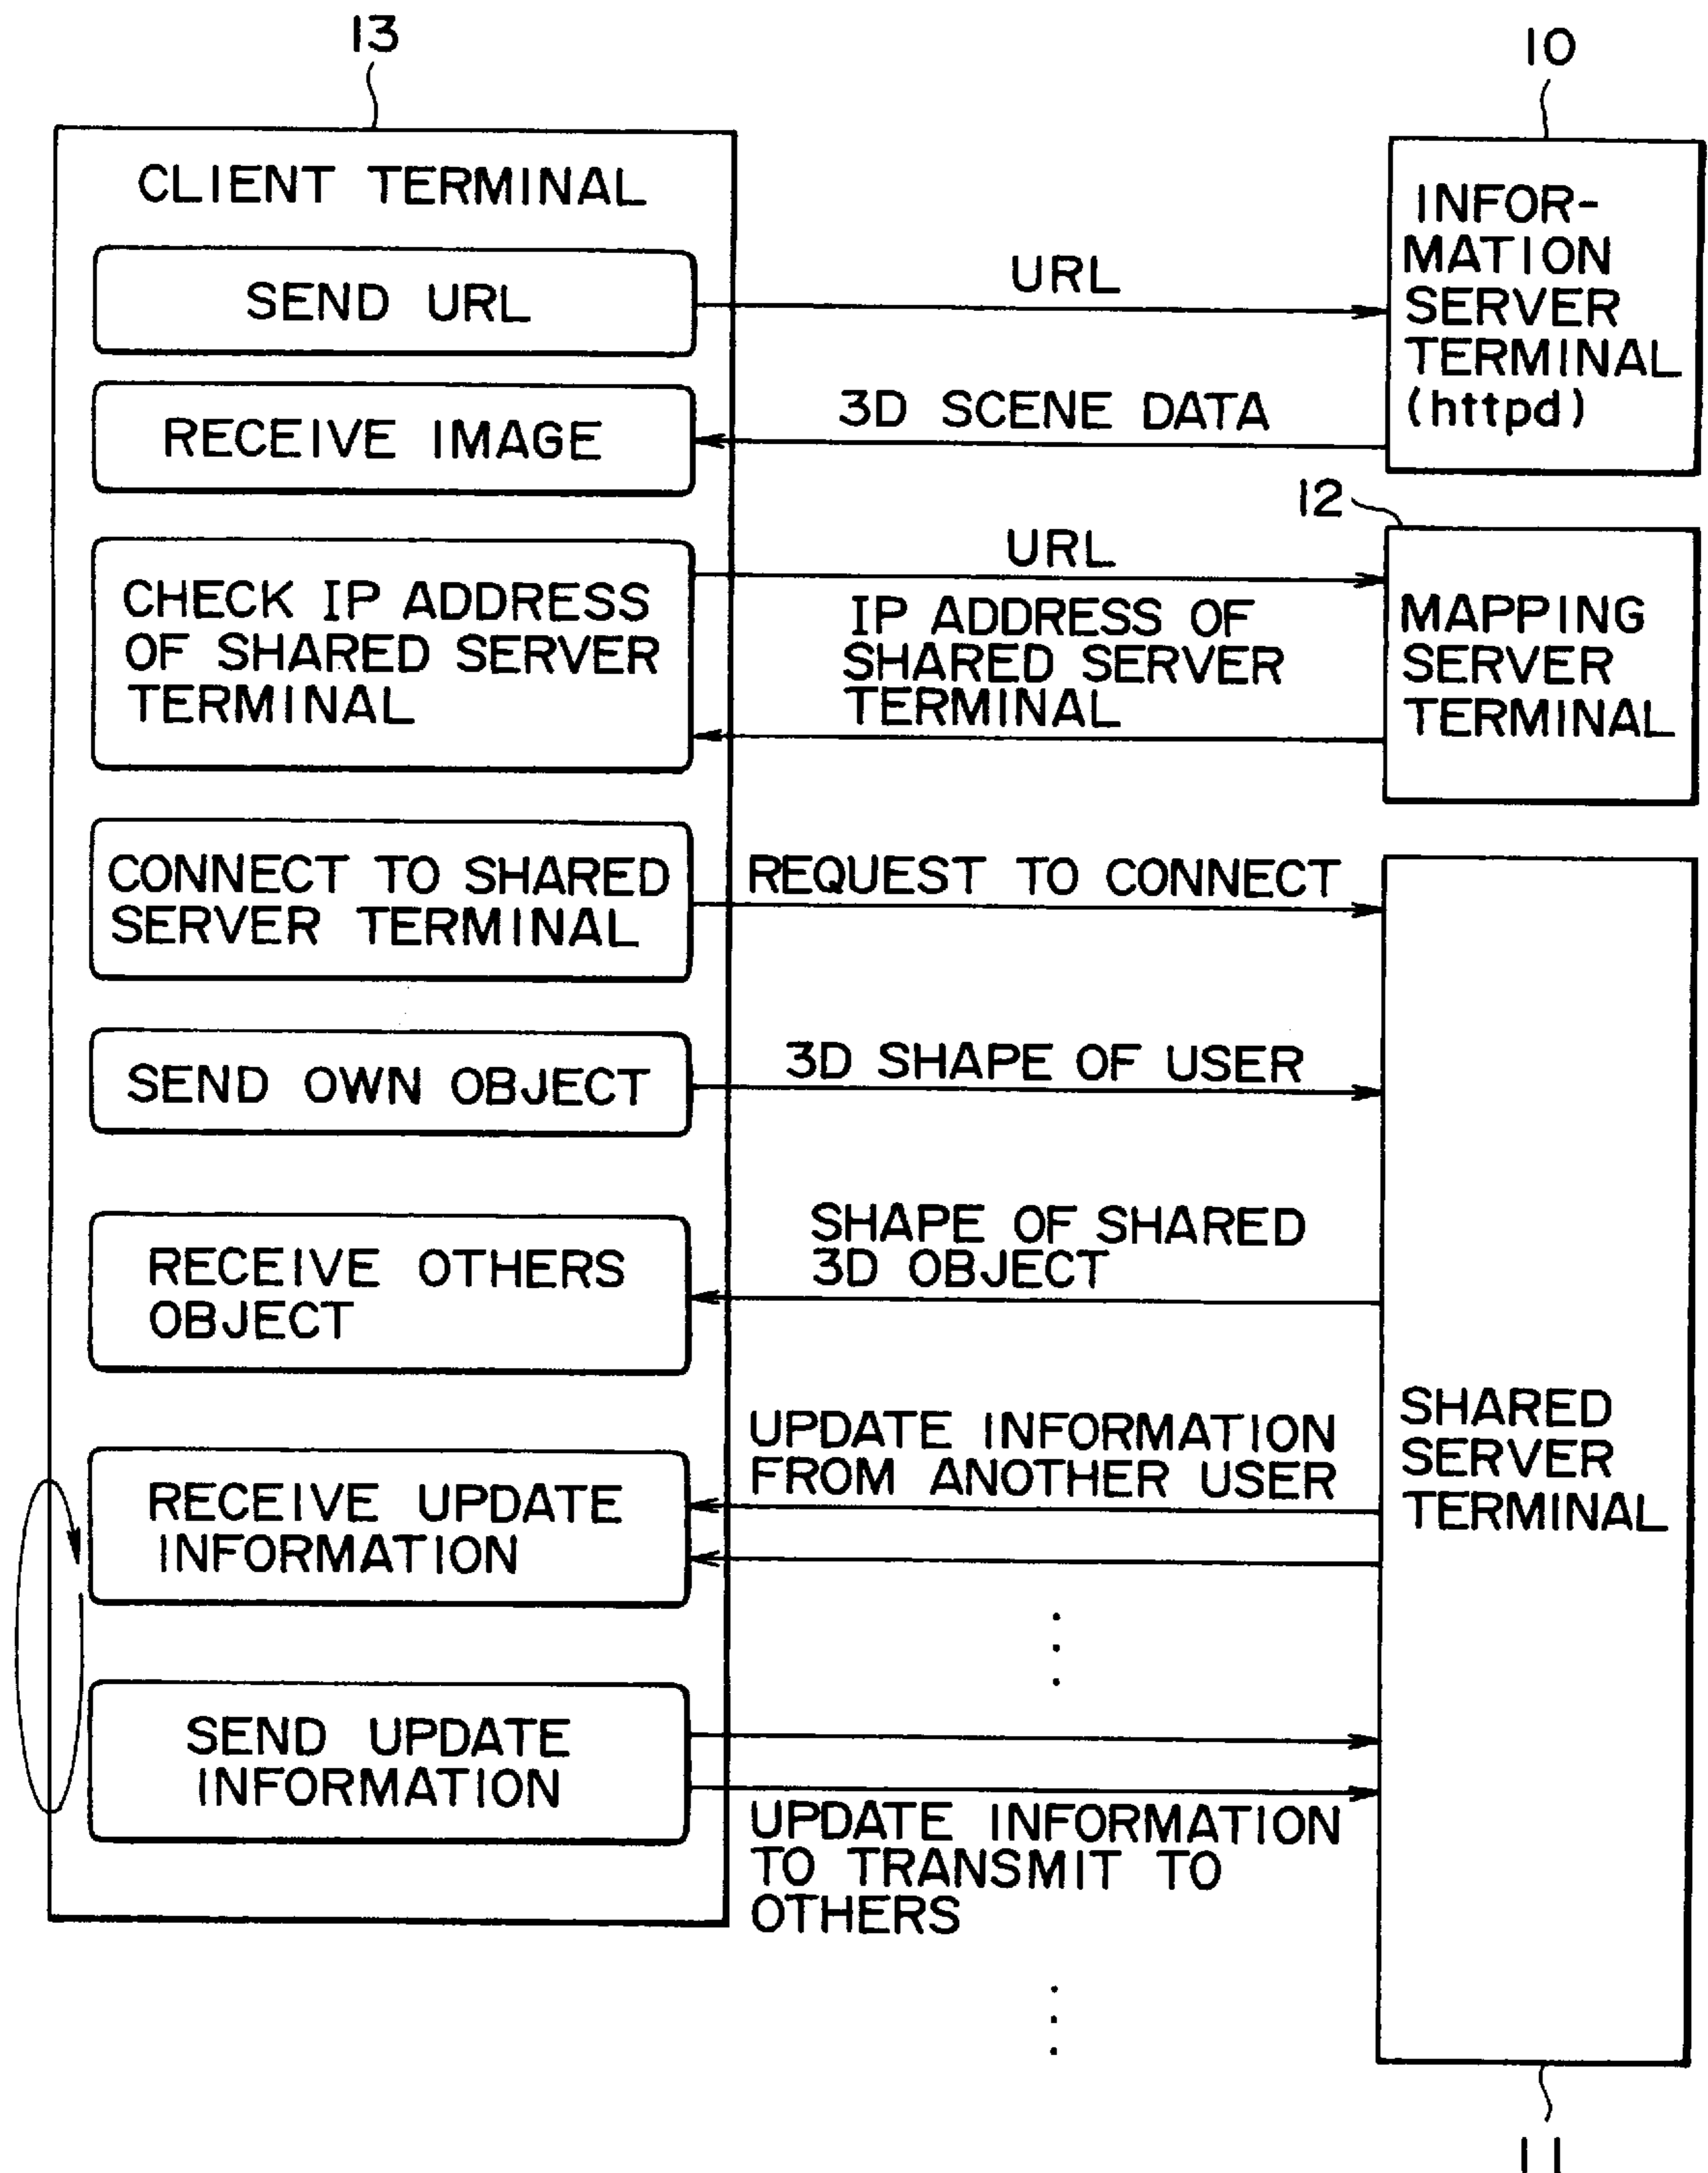 13
10
CLIENT TERMINAL
INFOR-
MATION
SERVER
TERMINAL
(httpd)
SEND URL
URL
RECEIVE IMAGE
3D SCENE DATA
12
CHECK IP ADDRESS
OF SHARED SERVER
TERMINAL
URL
IP ADDRESS OF
SHARED SERVER
TERMINAL
MAPPING
SERVER
TERMINAL
CONNECT TO SHARED
SERVER TERMINAL
REQUEST TO CONNECT
SEND OWN OBJECT
3D SHAPE OF USER
RECEIVE OTHERS
OBJECT
SHAPE OF SHARED
3D OBJECT
SHARED
SERVER
TERMINAL
RECEIVE UPDATE
INFORMATION
UPDATE INFORMATION
FROM ANOTHER USER
SEND UPDATE
INFORMATION
UPDATE INFORMATION
TO TRANSMIT TO
OTHERS
11